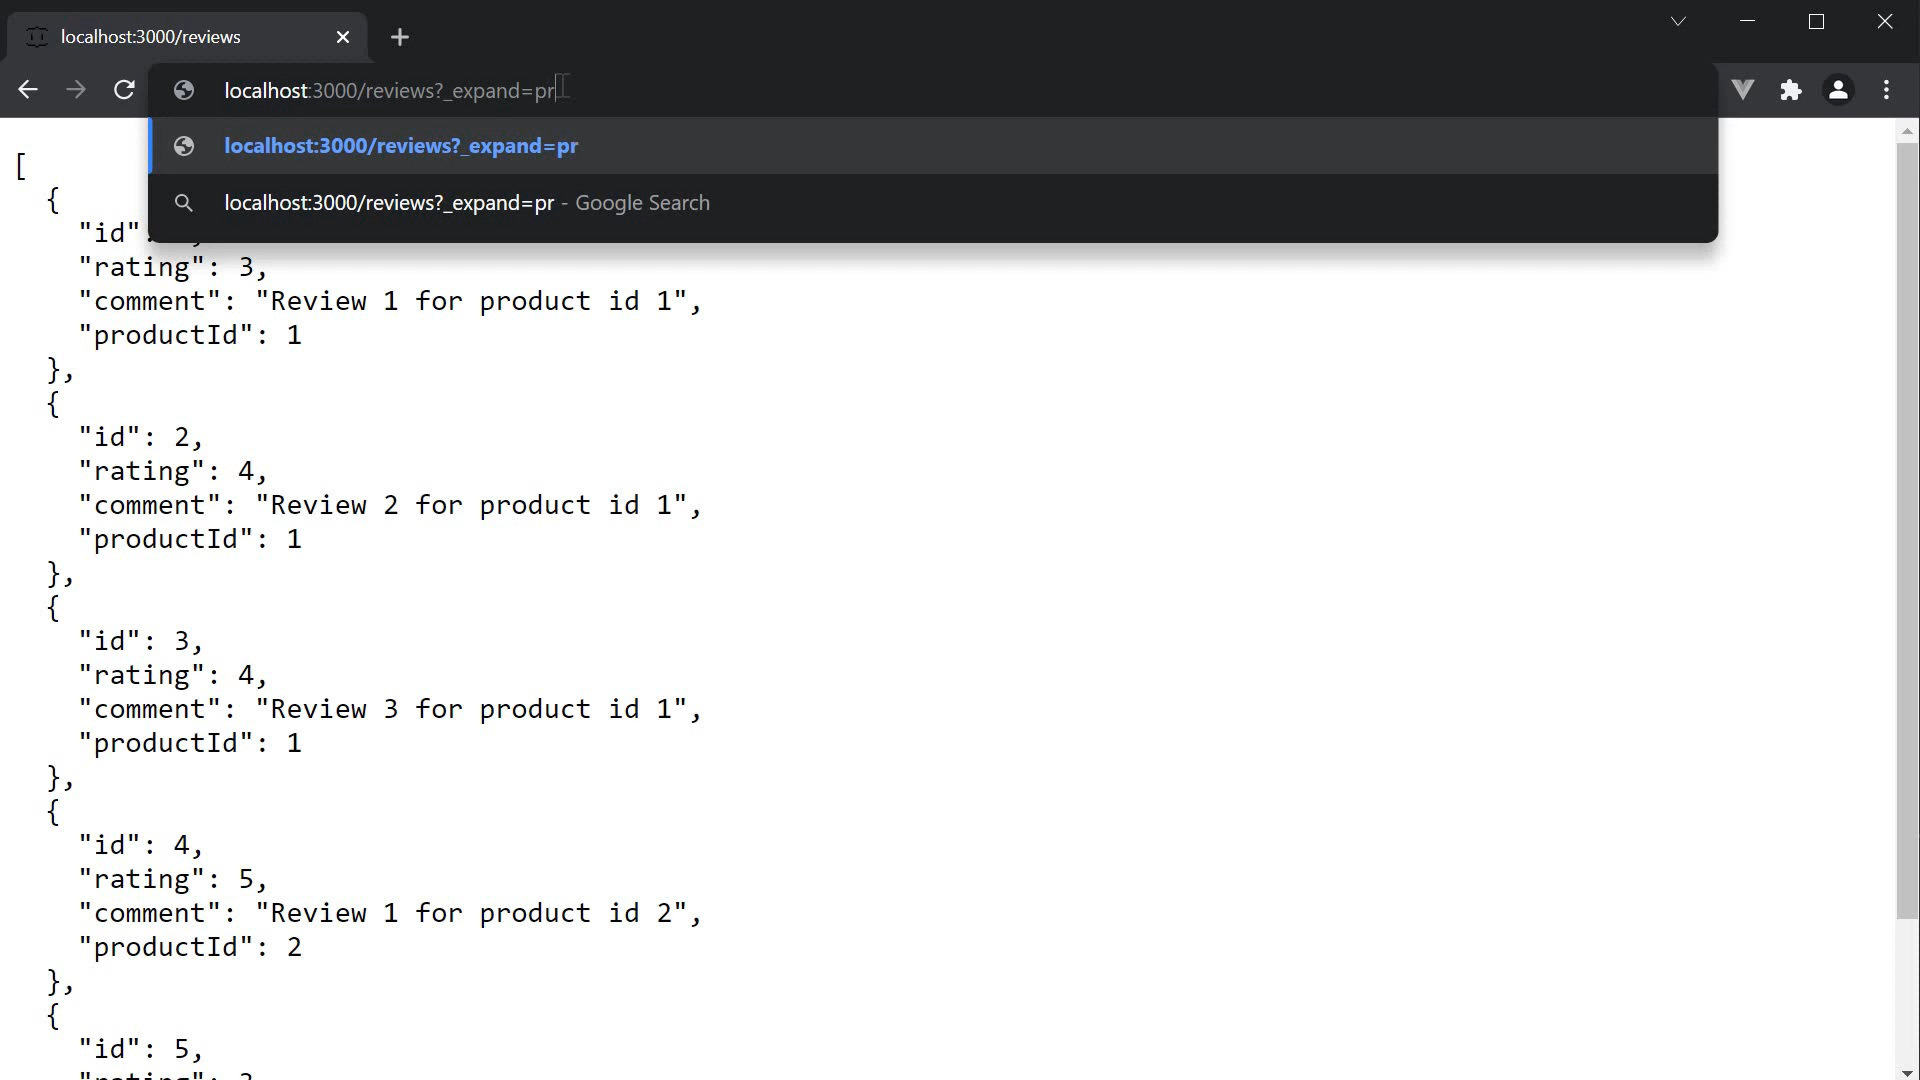 localhost:3000/reviews
localhost:3000/reviews?_expand=pr
localhost:3000/reviews?_expand=pr
localhost:3000/reviews?_expand=pr - Google Search
[
{
"id":
"rating": 3,
"comment": "Review 1 for product id 1",
"productId": 1
},
{
"id": 2,
"rating": 4,
"comment": "Review 2 for product id 1",
"productId": 1
},
{
"id": 3,
"rating": 4,
"comment": "Review 3 for product id 1",
"productId": 1
},
{
"id": 4,
"rating": 5,
"comment": "Review 1 for product id 2",
"productId": 2
},
{
"id": 5,